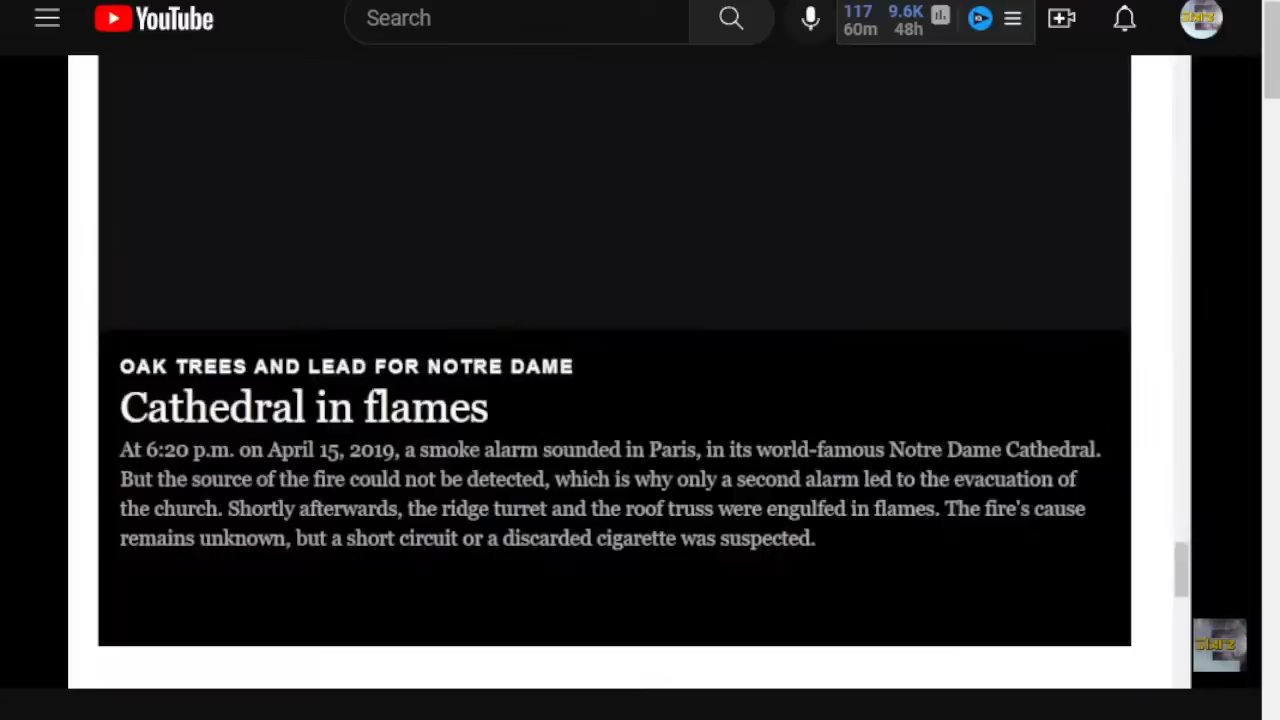 YouTube
Search
117 9.6K
60m 48h
OAK TREES AND LEAD FOR NOTRE DAME
Cathedral in flames
At 6:20 p.m. on April 15, 2019, a smoke alarm sounded in Paris, in its world-famous Notre Dame Cathedral.
But the source of the fire could not be detected, which is why only a second alarm led to the evacuation of
the church. Shortly afterwards, the ridge turret and the roof truss were engulfed in flames. The fire's cause
remains unknown, but a short circuit or a discarded cigarette was suspected.